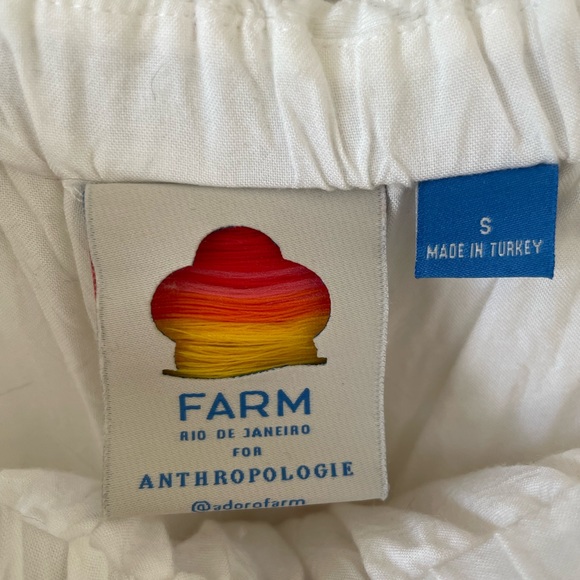 FARM
RIO DE JANEIRO
FOR
ANTHROPOLOGIE
@adorofarm
S
MADE IN TURKEY